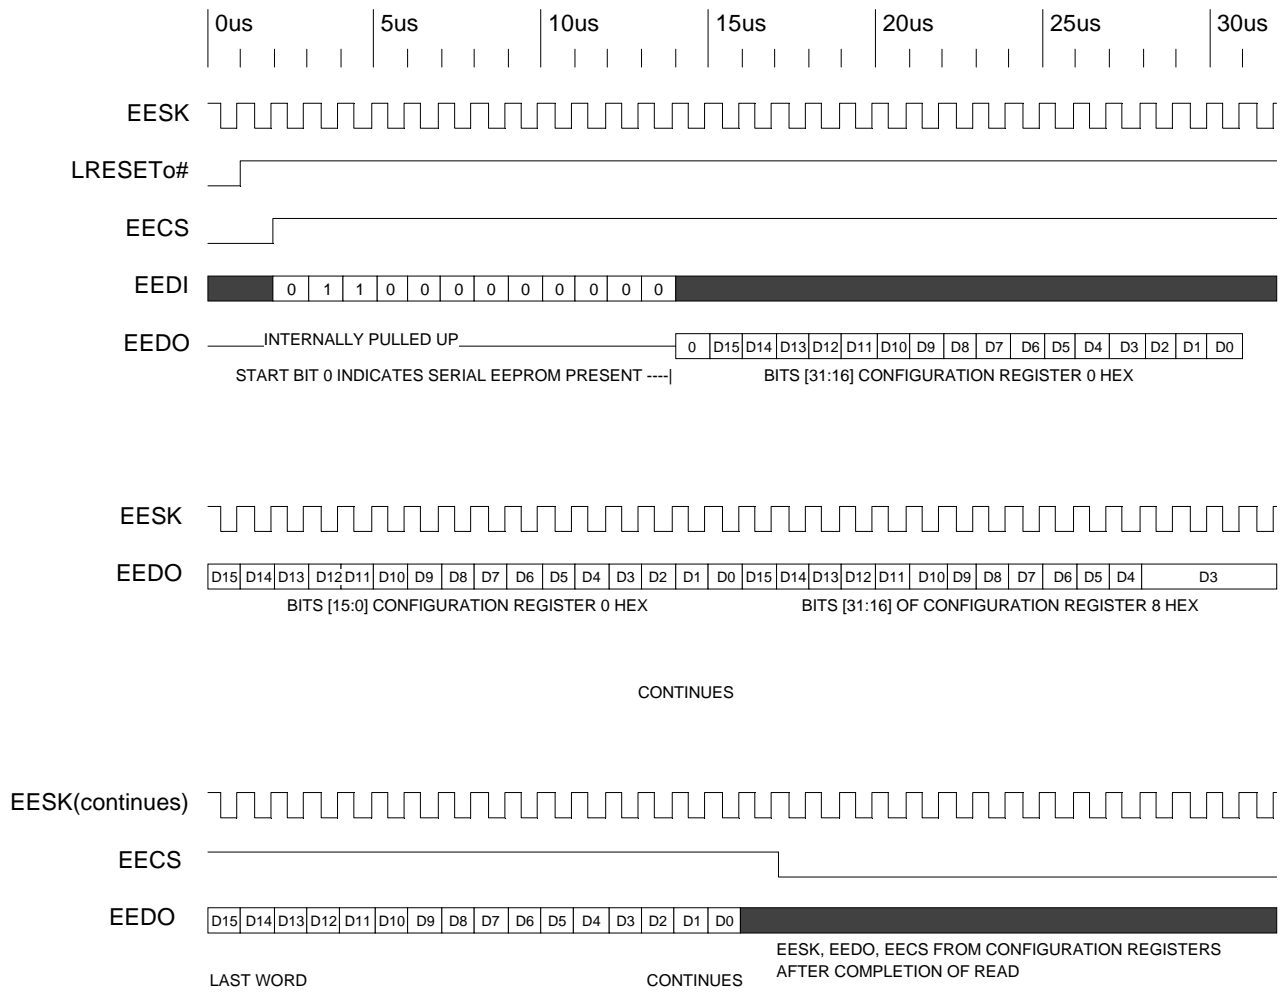 0us 5us 10us 15us 20us 25us 30us
EESK
LRESETo#
EECS
EEDI 0 1 1 0 0 0 0 0 0 0 0 0
EEDO INTERNALLY PULLED UP 0 D15 D14 D13 D12 D11 D10 D9 D8 D7 D6 D5 D4 D3 D2 D1 D0
START BIT 0 INDICATES SERIAL EEPROM PRESENT ----| BITS [31:16] CONFIGURATION REGISTER 0 HEX
EESK
EEDO D15 D14 D13 D12 D11 D10 D9 D8 D7 D6 D5 D4 D3 D2 D1 D0 D15 D14 D13 D12 D11 D10 D9 D8 D7 D6 D5 D4 D3
BITS [15:0] CONFIGURATION REGISTER 0 HEX BITS [31:16] OF CONFIGURATION REGISTER 8 HEX
CONTINUES
EESK(continues)
EECS
EEDO D15 D14 D13 D12 D11 D10 D9 D8 D7 D6 D5 D4 D3 D2 D1 D0
EESK, EEDO, EECS FROM CONFIGURATION REGISTERS
AFTER COMPLETION OF READ
LAST WORD CONTINUES